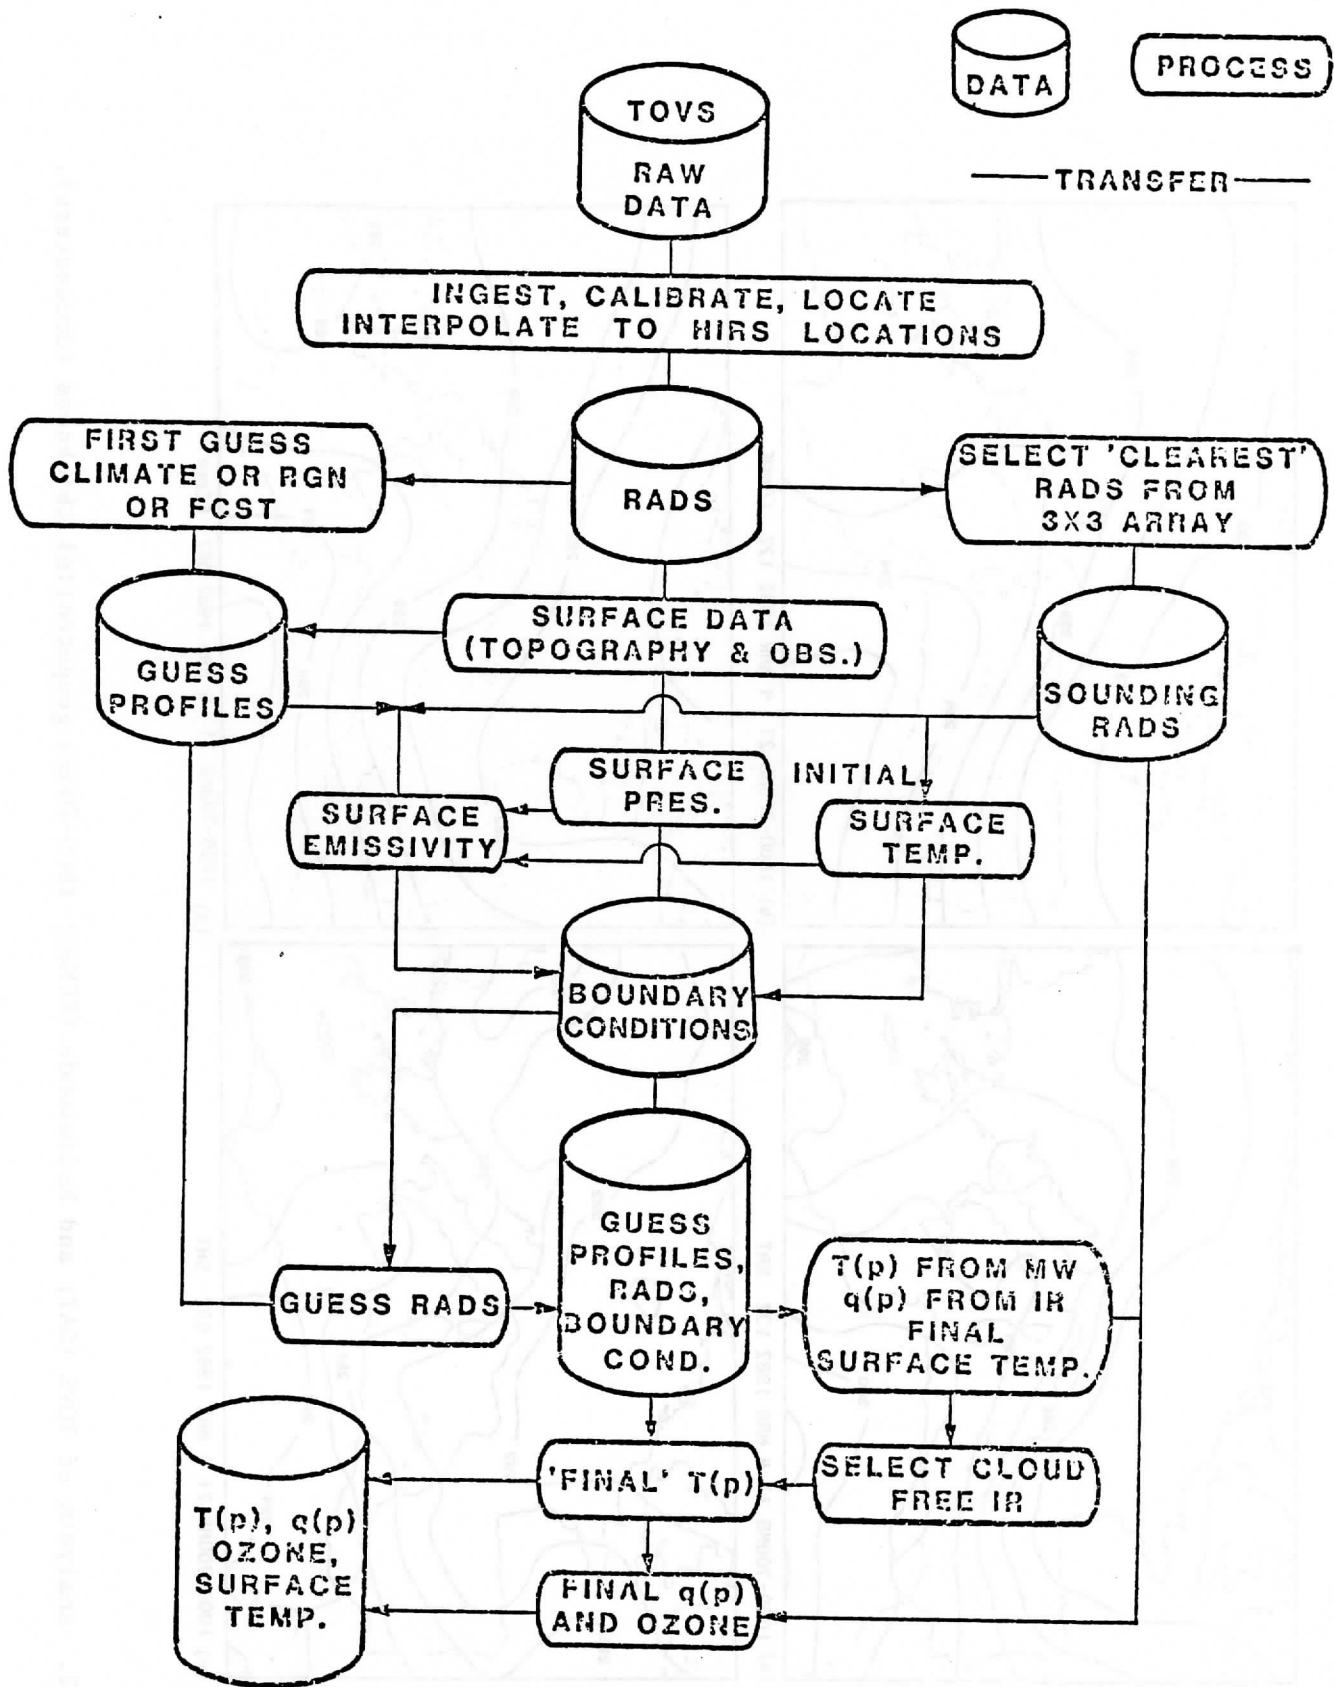 DATA
PROCESS
TRANSFER
TOVS
RAW
DATA
INGEST, CALIBRATE, LOCATE
INTERPOLATE TO HIRS LOCATIONS
FIRST GUESS
CLIMATE OR RGN
OR FCST
RADS
SELECT 'CLEAREST'
RADS FROM
3X3 ARRAY
GUESS
PROFILES
SURFACE DATA
(TOPOGRAPHY & OBS.)
SOUNDING
RADS
SURFACE
PRES.
INITIAL
SURFACE
EMISSIVITY
SURFACE
TEMP.
BOUNDARY
CONDITIONS
GUESS
PROFILES,
RADS,
BOUNDARY
COND.
GUESS RADS
T(p) FROM MW
q(p) FROM IR
FINAL
SURFACE TEMP.
'FINAL' T(p)
SELECT CLOUD
FREE IR
T(p), q(p)
OZONE,
SURFACE
TEMP.
FINAL q(p)
AND OZONE